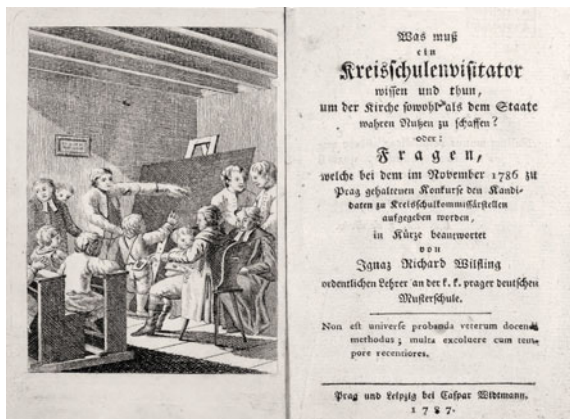 Was muß
ein
Kreisschulenvisitator
wissen und thun,
um der Kirche sowohl als dem Staate
wahren Nutzen zu schaffen?
oder:
Fragen,
welche bei dem im November 1786 zu
Prag gehaltenen Konkurse den Kandi-
daten zu Kreisschulkommissärstellen
aufgegeben worden,
in Kürze beantwortet
von
Ignaz Richard Wilfling
ordentlichen Lehrer an der k. k. prager deutschen
Musterschule.
Non est universe probanda veterum docendi
methodus; multa excoluere cum tem-
pore recentiores.
Prag und Leipzig bei Caspar Widtmann.
1787.